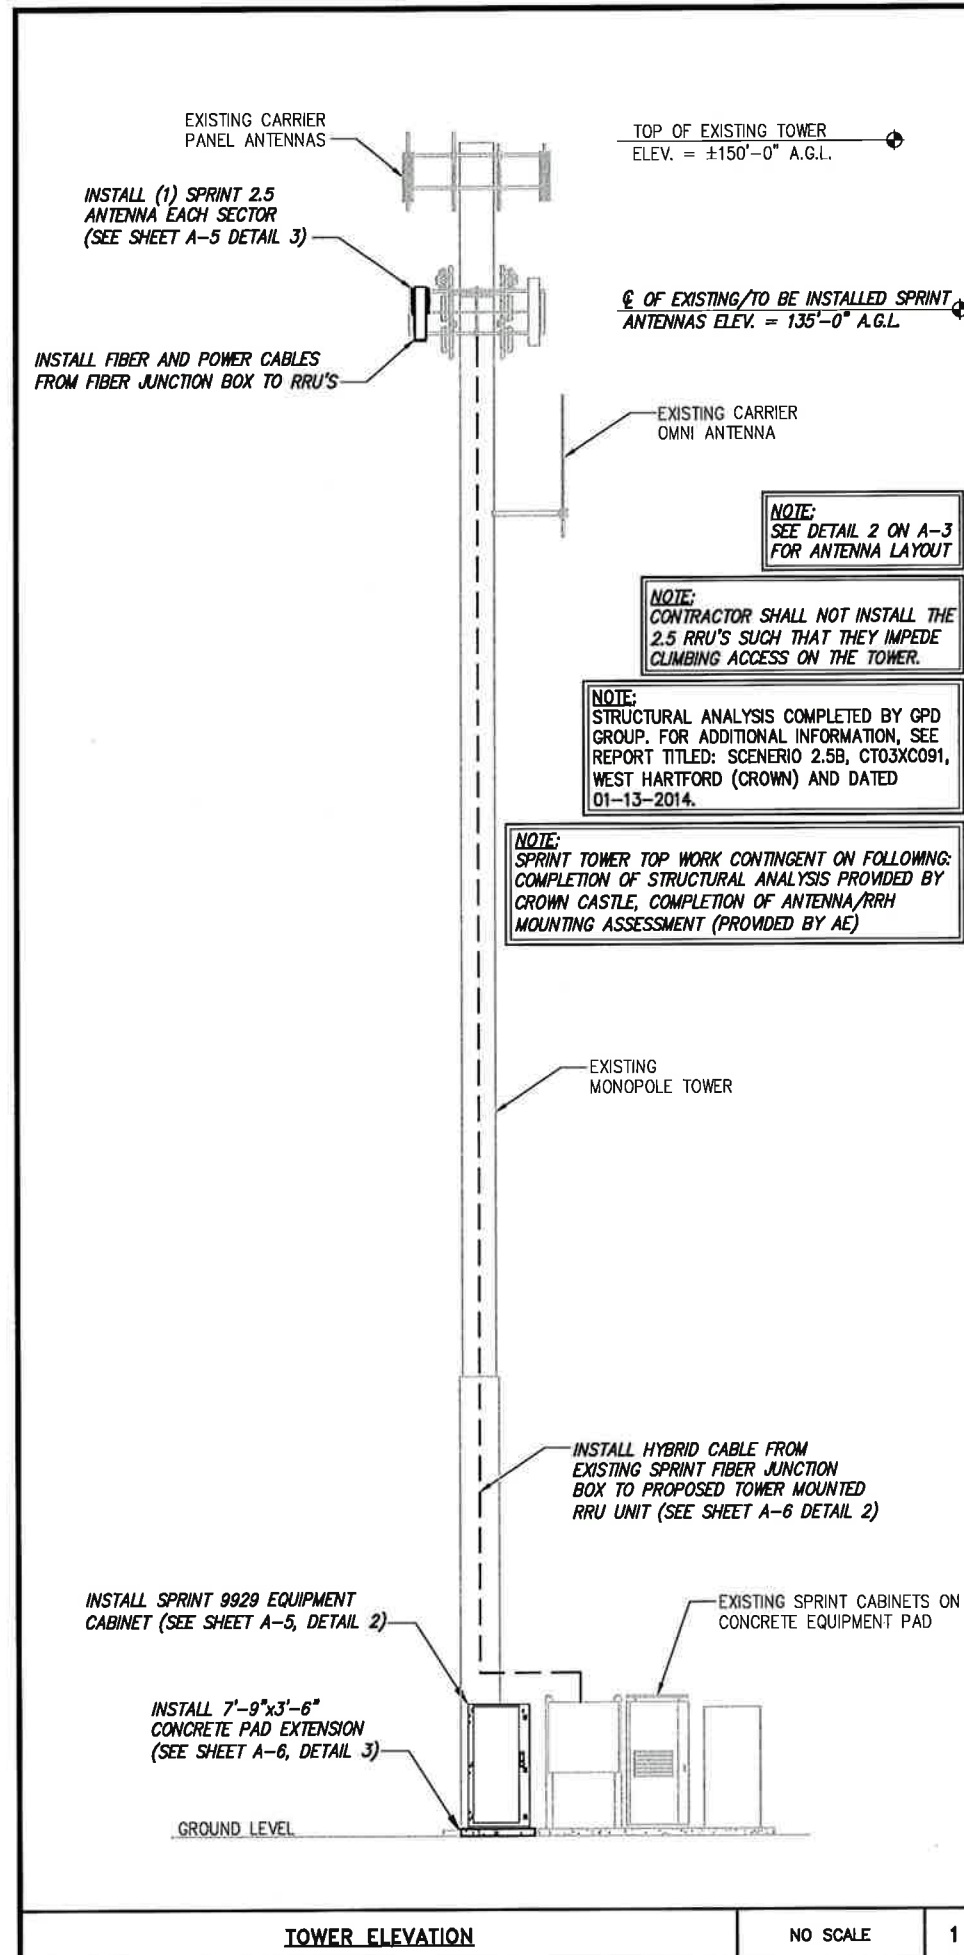 EXISTING CARRIER
PANEL ANTENNAS
TOP OF EXISTING TOWER
ELEV. = ±150'-0" A.G.L.
INSTALL (1) SPRINT 2.5
ANTENNA EACH SECTOR
(SEE SHEET A-5 DETAIL 3)
℄ OF EXISTING/TO BE INSTALLED SPRINT
ANTENNAS ELEV. = 135'-0" A.G.L.
INSTALL FIBER AND POWER CABLES
FROM FIBER JUNCTION BOX TO RRU'S
EXISTING CARRIER
OMNI ANTENNA
NOTE:
SEE DETAIL 2 ON A-3
FOR ANTENNA LAYOUT
NOTE:
CONTRACTOR SHALL NOT INSTALL THE
2.5 RRU'S SUCH THAT THEY IMPEDE
CLIMBING ACCESS ON THE TOWER.
NOTE:
STRUCTURAL ANALYSIS COMPLETED BY GPD
GROUP. FOR ADDITIONAL INFORMATION, SEE
REPORT TITLED: SCENERIO 2.5B, CT03XC091,
WEST HARTFORD (CROWN) AND DATED
01-13-2014.
NOTE:
SPRINT TOWER TOP WORK CONTINGENT ON FOLLOWING:
COMPLETION OF STRUCTURAL ANALYSIS PROVIDED BY
CROWN CASTLE, COMPLETION OF ANTENNA/RRH
MOUNTING ASSESSMENT (PROVIDED BY AE)
EXISTING
MONOPOLE TOWER
INSTALL HYBRID CABLE FROM
EXISTING SPRINT FIBER JUNCTION
BOX TO PROPOSED TOWER MOUNTED
RRU UNIT (SEE SHEET A-6 DETAIL 2)
INSTALL SPRINT 9929 EQUIPMENT
CABINET (SEE SHEET A-5, DETAIL 2)
EXISTING SPRINT CABINETS ON
CONCRETE EQUIPMENT PAD
INSTALL 7'-9"x3'-6"
CONCRETE PAD EXTENSION
(SEE SHEET A-6, DETAIL 3)
GROUND LEVEL
TOWER ELEVATION
NO SCALE
1